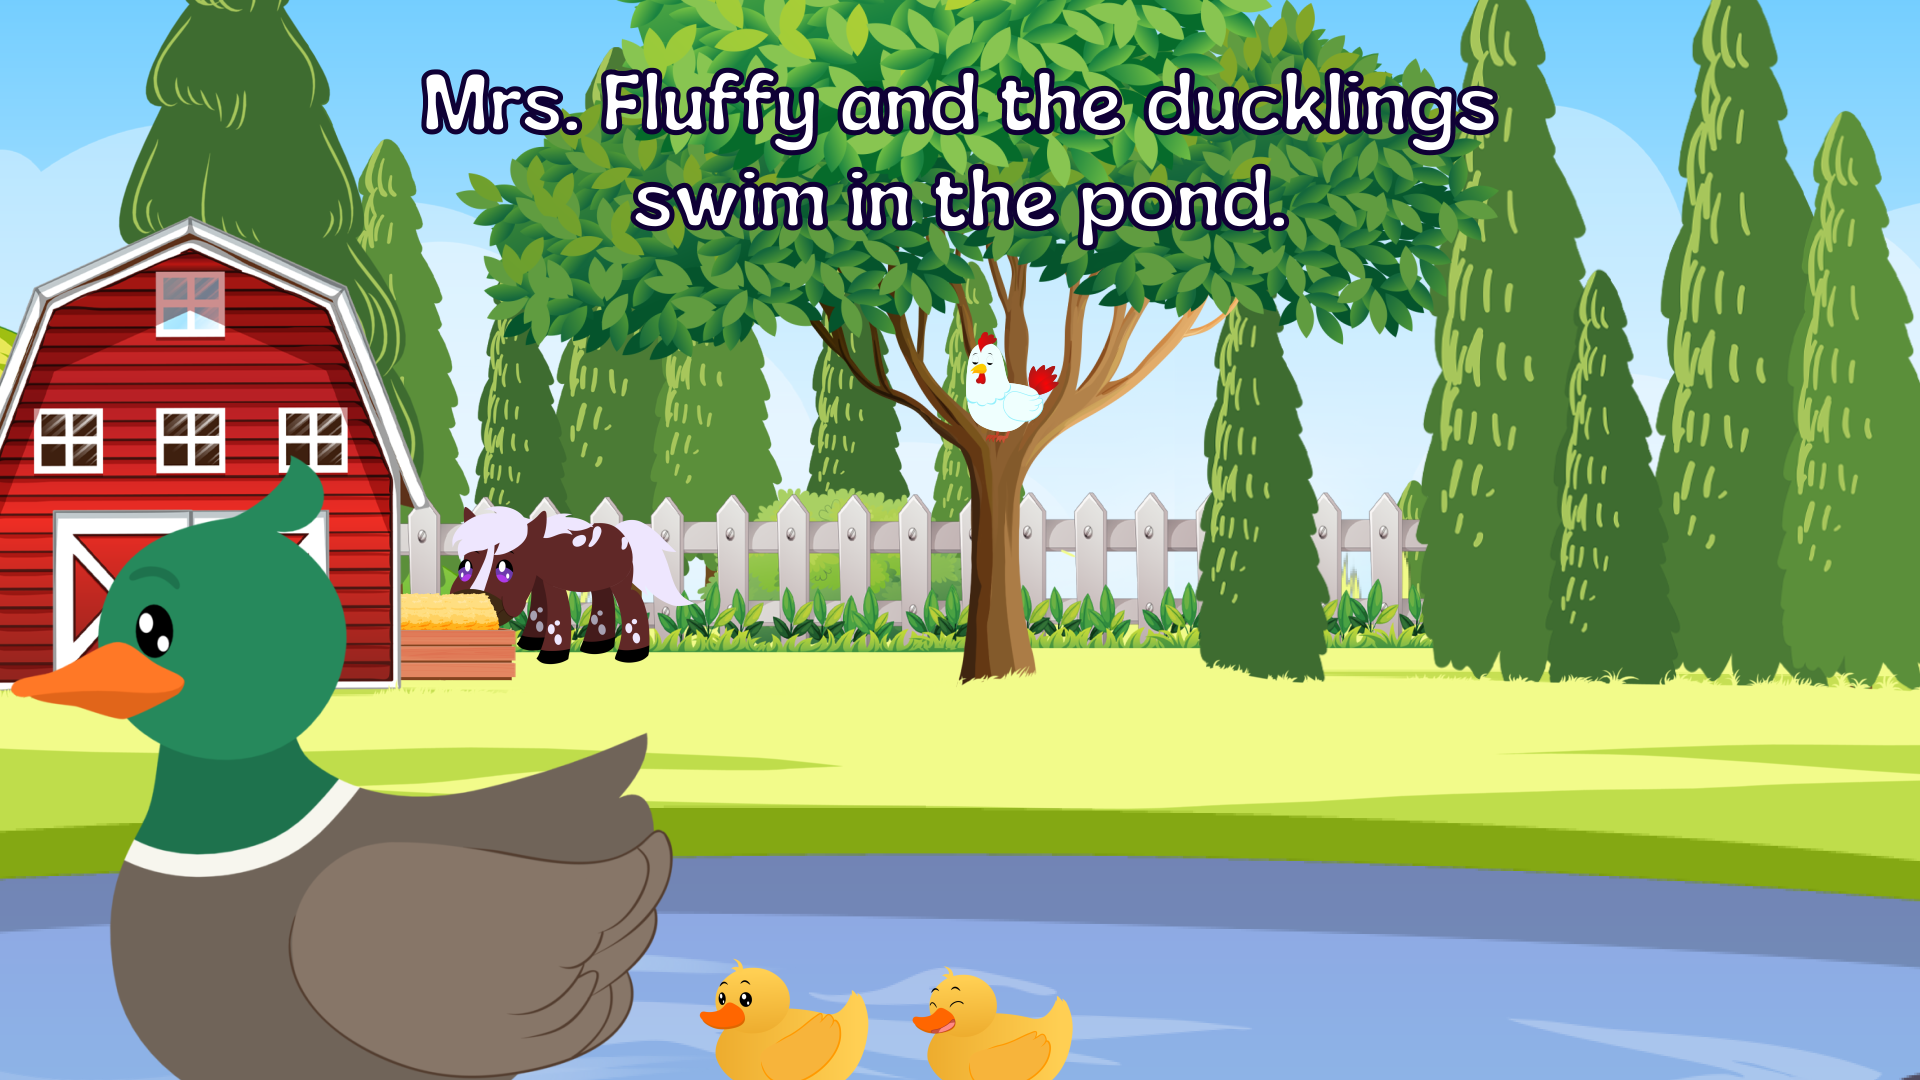 Mrs. Fluffy and the ducklings
swim in the pond.